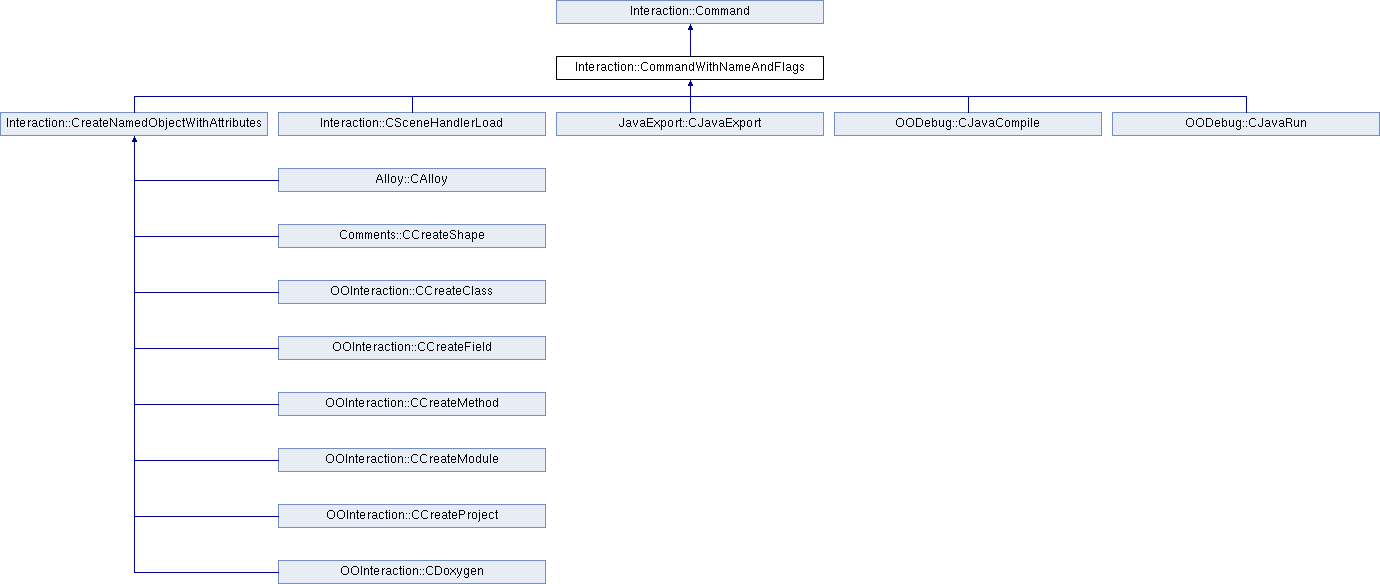 Interaction::Command
Interaction::CommandWithNameAndFlags
Interaction::CreateNamedObjectWithAttributes
Interaction::CSceneHandlerLoad
JavaExport::CJavaExport
OODebug::CJavaCompile
OODebug::CJavaRun
Alloy::CAlloy
Comments::CCreateShape
OOInteraction::CCreateClass
OOInteraction::CCreateField
OOInteraction::CCreateMethod
OOInteraction::CCreateModule
OOInteraction::CCreateProject
OOInteraction::CDoxygen